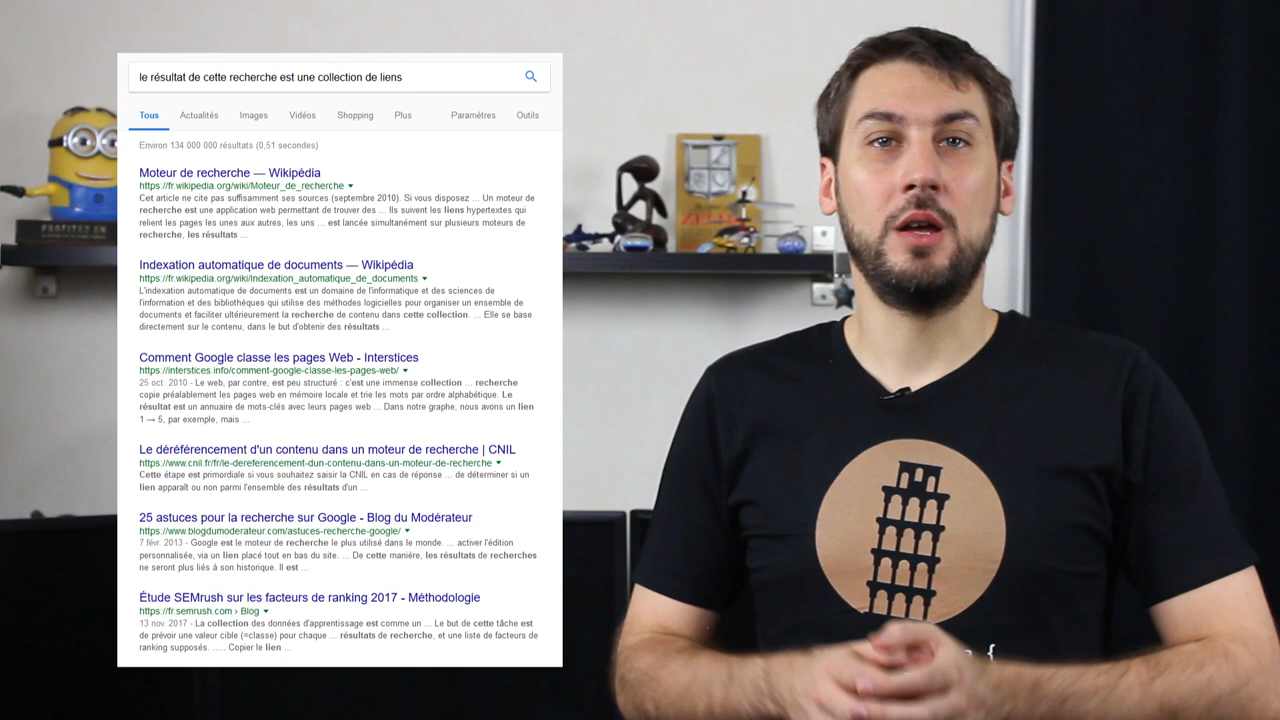 le résultat de cette recherche est une collection de liens
Tous Actualités Images Vidéos Shopping Plus Paramètres Outils
Environ 134 000 000 résultats (0,51 secondes)
Moteur de recherche — Wikipédia
https://fr.wikipedia.org/wiki/Moteur_de_recherche
Cet article ne cite pas suffisamment ses sources (septembre 2010). Si vous disposez ... Un moteur de
recherche est une application web permettant de trouver des ... Ils suivent les liens hypertextes qui
relient les pages les unes aux autres, les uns ... est lancée simultanément sur plusieurs moteurs de
recherche, les résultats ...
Indexation automatique de documents — Wikipédia
https://fr.wikipedia.org/wiki/Indexation_automatique_de_documents
L'indexation automatique de documents est un domaine de l'informatique et des sciences de
l'information et des bibliothèques qui utilise des méthodes logicielles pour organiser un ensemble de
documents et faciliter ultérieurement la recherche de contenu dans cette collection. ... Elle se base
directement sur le contenu, dans le but d'obtenir des résultats ...
Comment Google classe les pages Web - Interstices
https://interstices.info/comment-google-classe-les-pages-web/
25 oct. 2010 - Le web, par contre, est peu structuré : c'est une immense collection ... recherche
copie préalablement les pages web en mémoire locale et trie les mots par ordre alphabétique. Le
résultat est un annuaire de mots-clés avec leurs pages web ... Dans notre graphe, nous avons un lien
1 → 5, par exemple, mais ...
Le déréférencement d'un contenu dans un moteur de recherche | CNIL
https://www.cnil.fr/fr/le-dereferencement-dun-contenu-dans-un-moteur-de-recherche
Cette étape est primordiale si vous souhaitez saisir la CNIL en cas de réponse ... de déterminer si un
lien apparaît ou non parmi l'ensemble des résultats d'un ...
25 astuces pour la recherche sur Google - Blog du Modérateur
https://www.blogdumoderateur.com/astuces-recherche-google/
7 févr. 2013 - Google est le moteur de recherche le plus utilisé dans le monde. ... activer l'édition
personnalisée, via un lien placé tout en bas du site. ... De cette manière, les résultats de recherches
ne seront plus liés à son historique. Il est ...
Étude SEMrush sur les facteurs de ranking 2017 - Méthodologie
https://fr.semrush.com › Blog
13 nov. 2017 - La collection des données d'apprentissage est comme un ... Le but de cette tâche est
de prévoir une valeur cible (=classe) pour chaque ... résultats de recherche, et une liste de facteurs de
ranking supposés. ..... Copier le lien ...
PROFITEZ EN